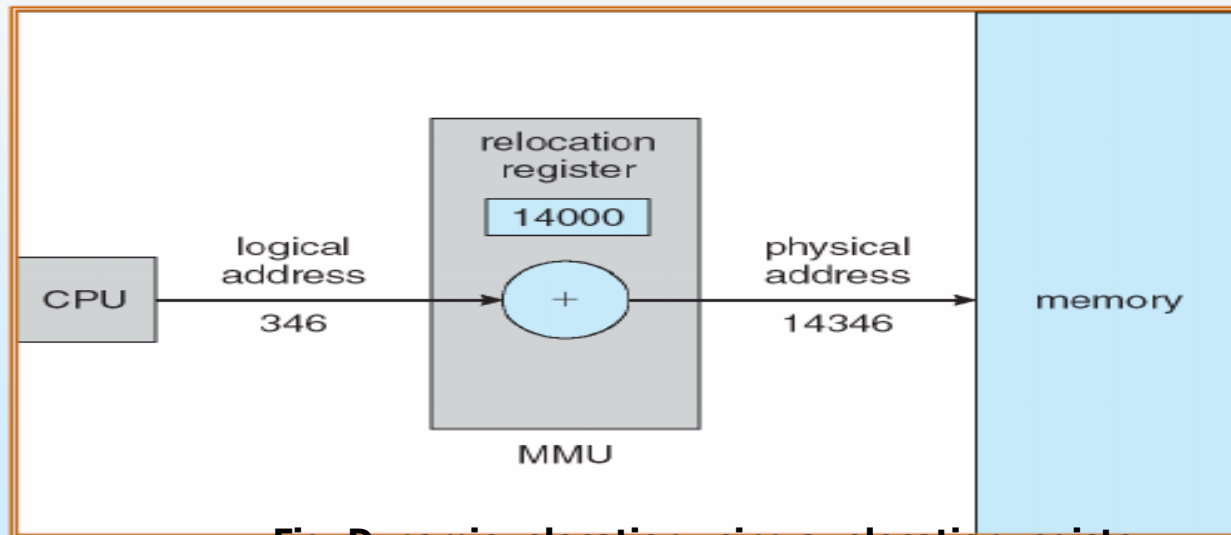 relocation
register
14000
logical
address
346
CPU
+
physical
address
14346
memory
MMU